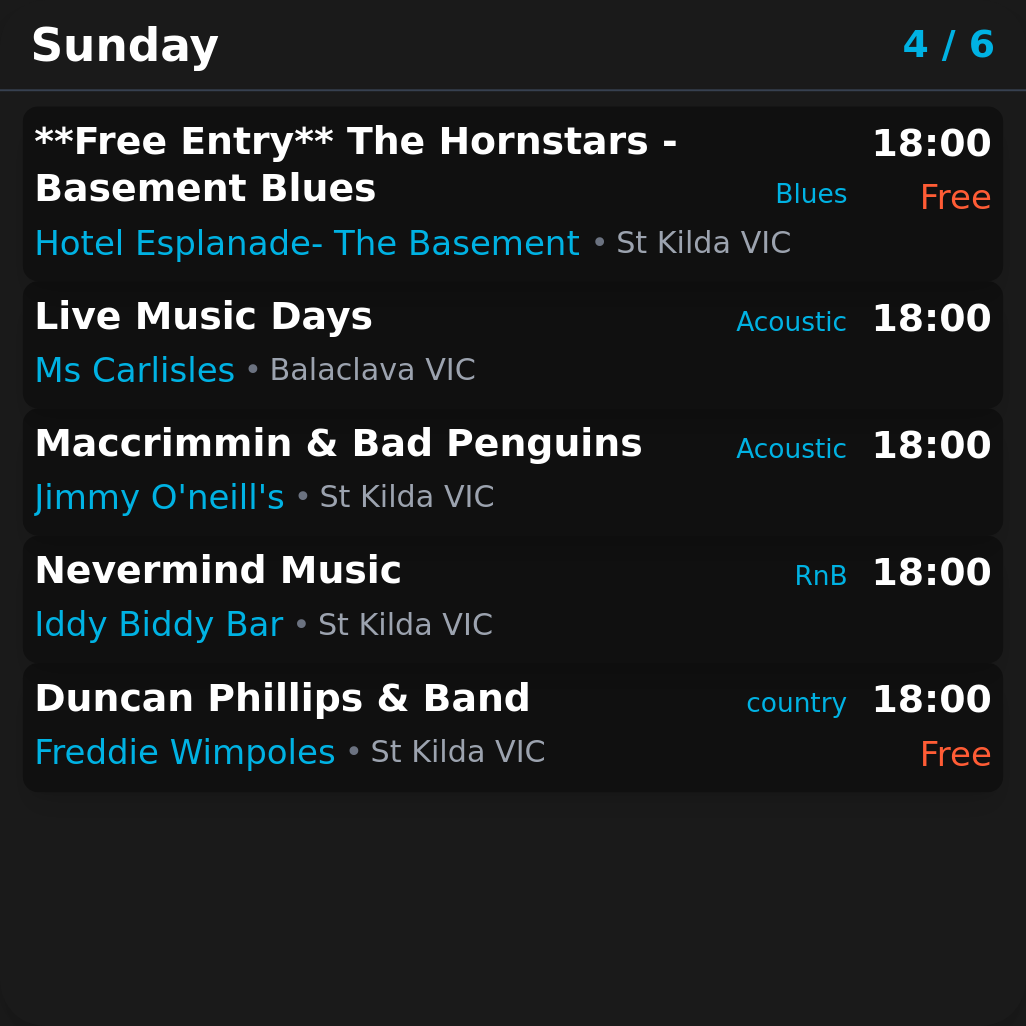 Sunday
4 / 6
**Free Entry** The Hornstars -
Basement Blues
Blues
18:00
Free
Hotel Esplanade- The Basement • St Kilda VIC
Live Music Days
Acoustic
18:00
Ms Carlisles • Balaclava VIC
Maccrimmin & Bad Penguins
Acoustic
18:00
Jimmy O'neill's • St Kilda VIC
Nevermind Music
RnB
18:00
Iddy Biddy Bar • St Kilda VIC
Duncan Phillips & Band
country
18:00
Freddie Wimpoles • St Kilda VIC
Free